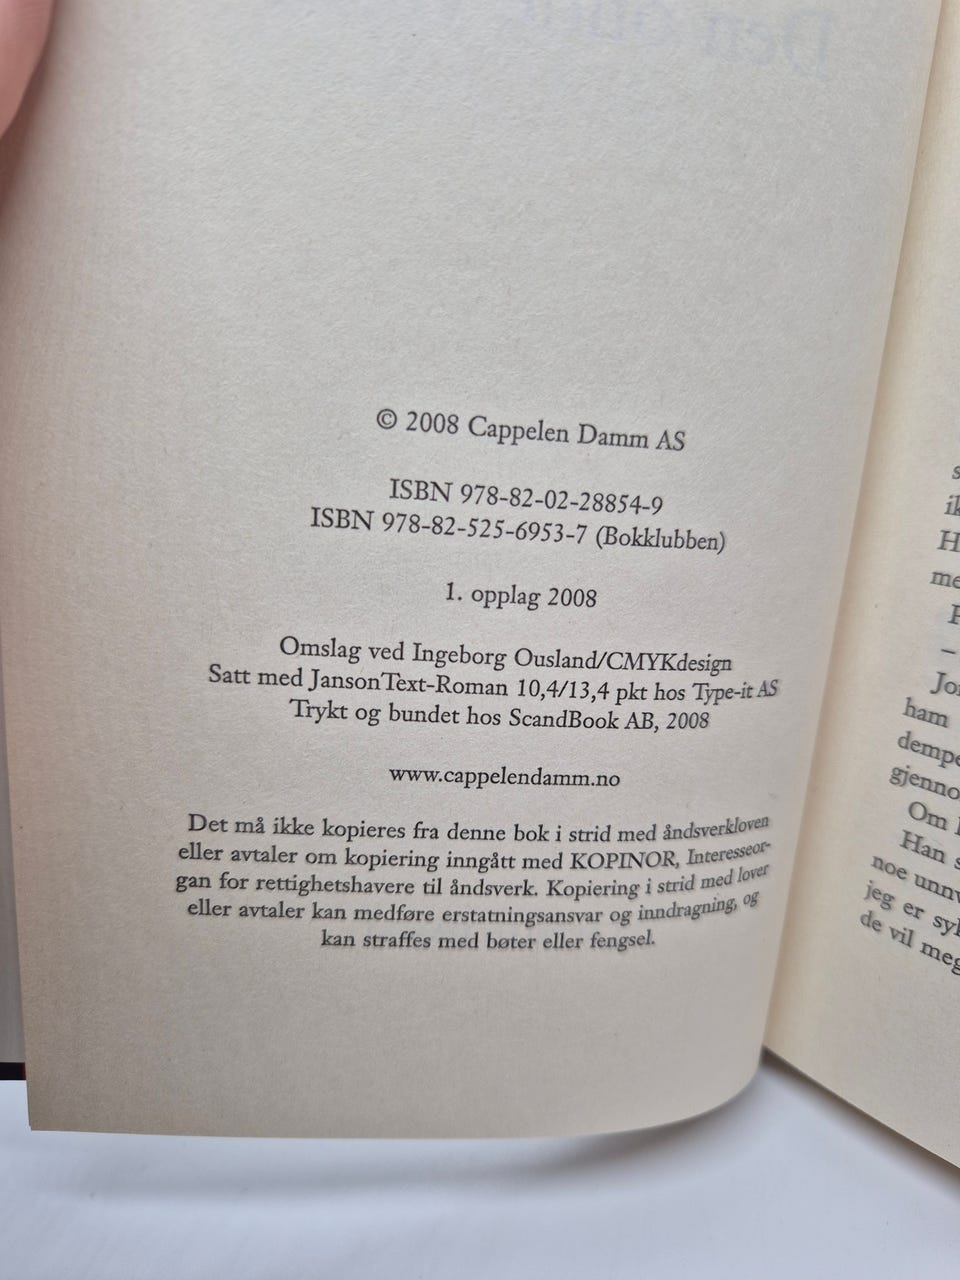 © 2008 Cappelen Damm AS
ISBN 978-82-02-28854-9
ISBN 978-82-525-6953-7 (Bokklubben)
1. opplag 2008
Omslag ved Ingeborg Ousland/CMYKdesign
Satt med JansonText-Roman 10,4/13,4 pkt hos Type-it AS
Trykt og bundet hos ScandBook AB, 2008
www.cappelendamm.no
Det må ikke kopieres fra denne bok i strid med åndsverkloven
eller avtaler om kopiering inngått med KOPINOR, Interesseor-
gan for rettighetshavere til åndsverk. Kopiering i strid med lover
eller avtaler kan medføre erstatningsansvar og inndragning, og
kan straffes med bøter eller fengsel.
ham
gjenno
Om
Han s
noe unnv
jeg er syk
de vil meg